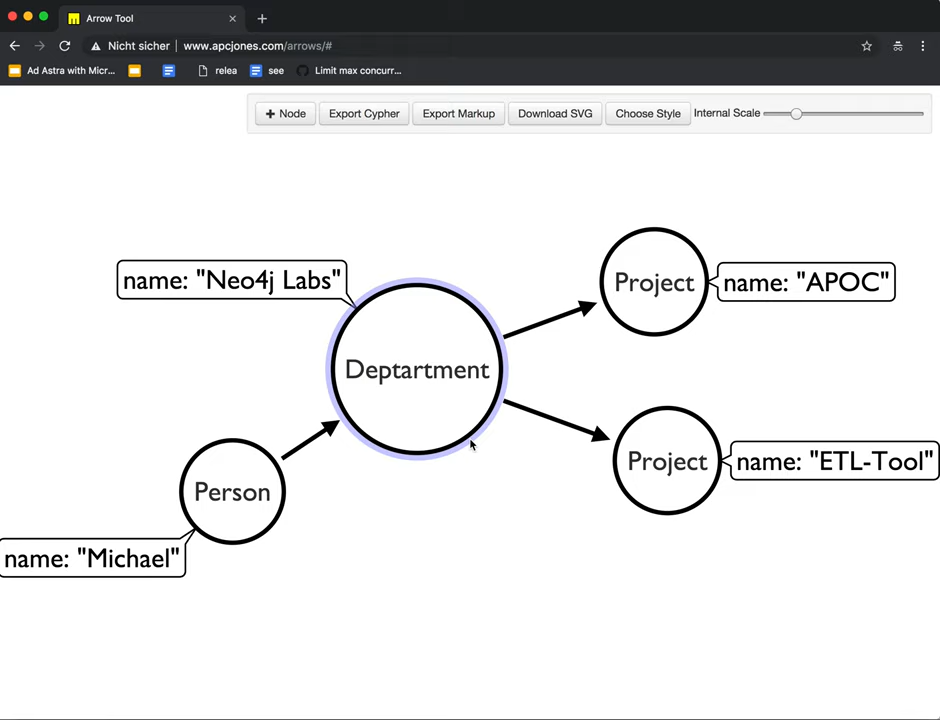 Arrow Tool
Nicht sicher | www.apcjones.com/arrows/#
Ad Astra with Micr... relea see Limit max concurr...
+ Node Export Cypher Export Markup Download SVG Choose Style Internal Scale
name: "Neo4j Labs"
Project name: "APOC"
Deptartment
Project name: "ETL-Tool"
Person
name: "Michael"